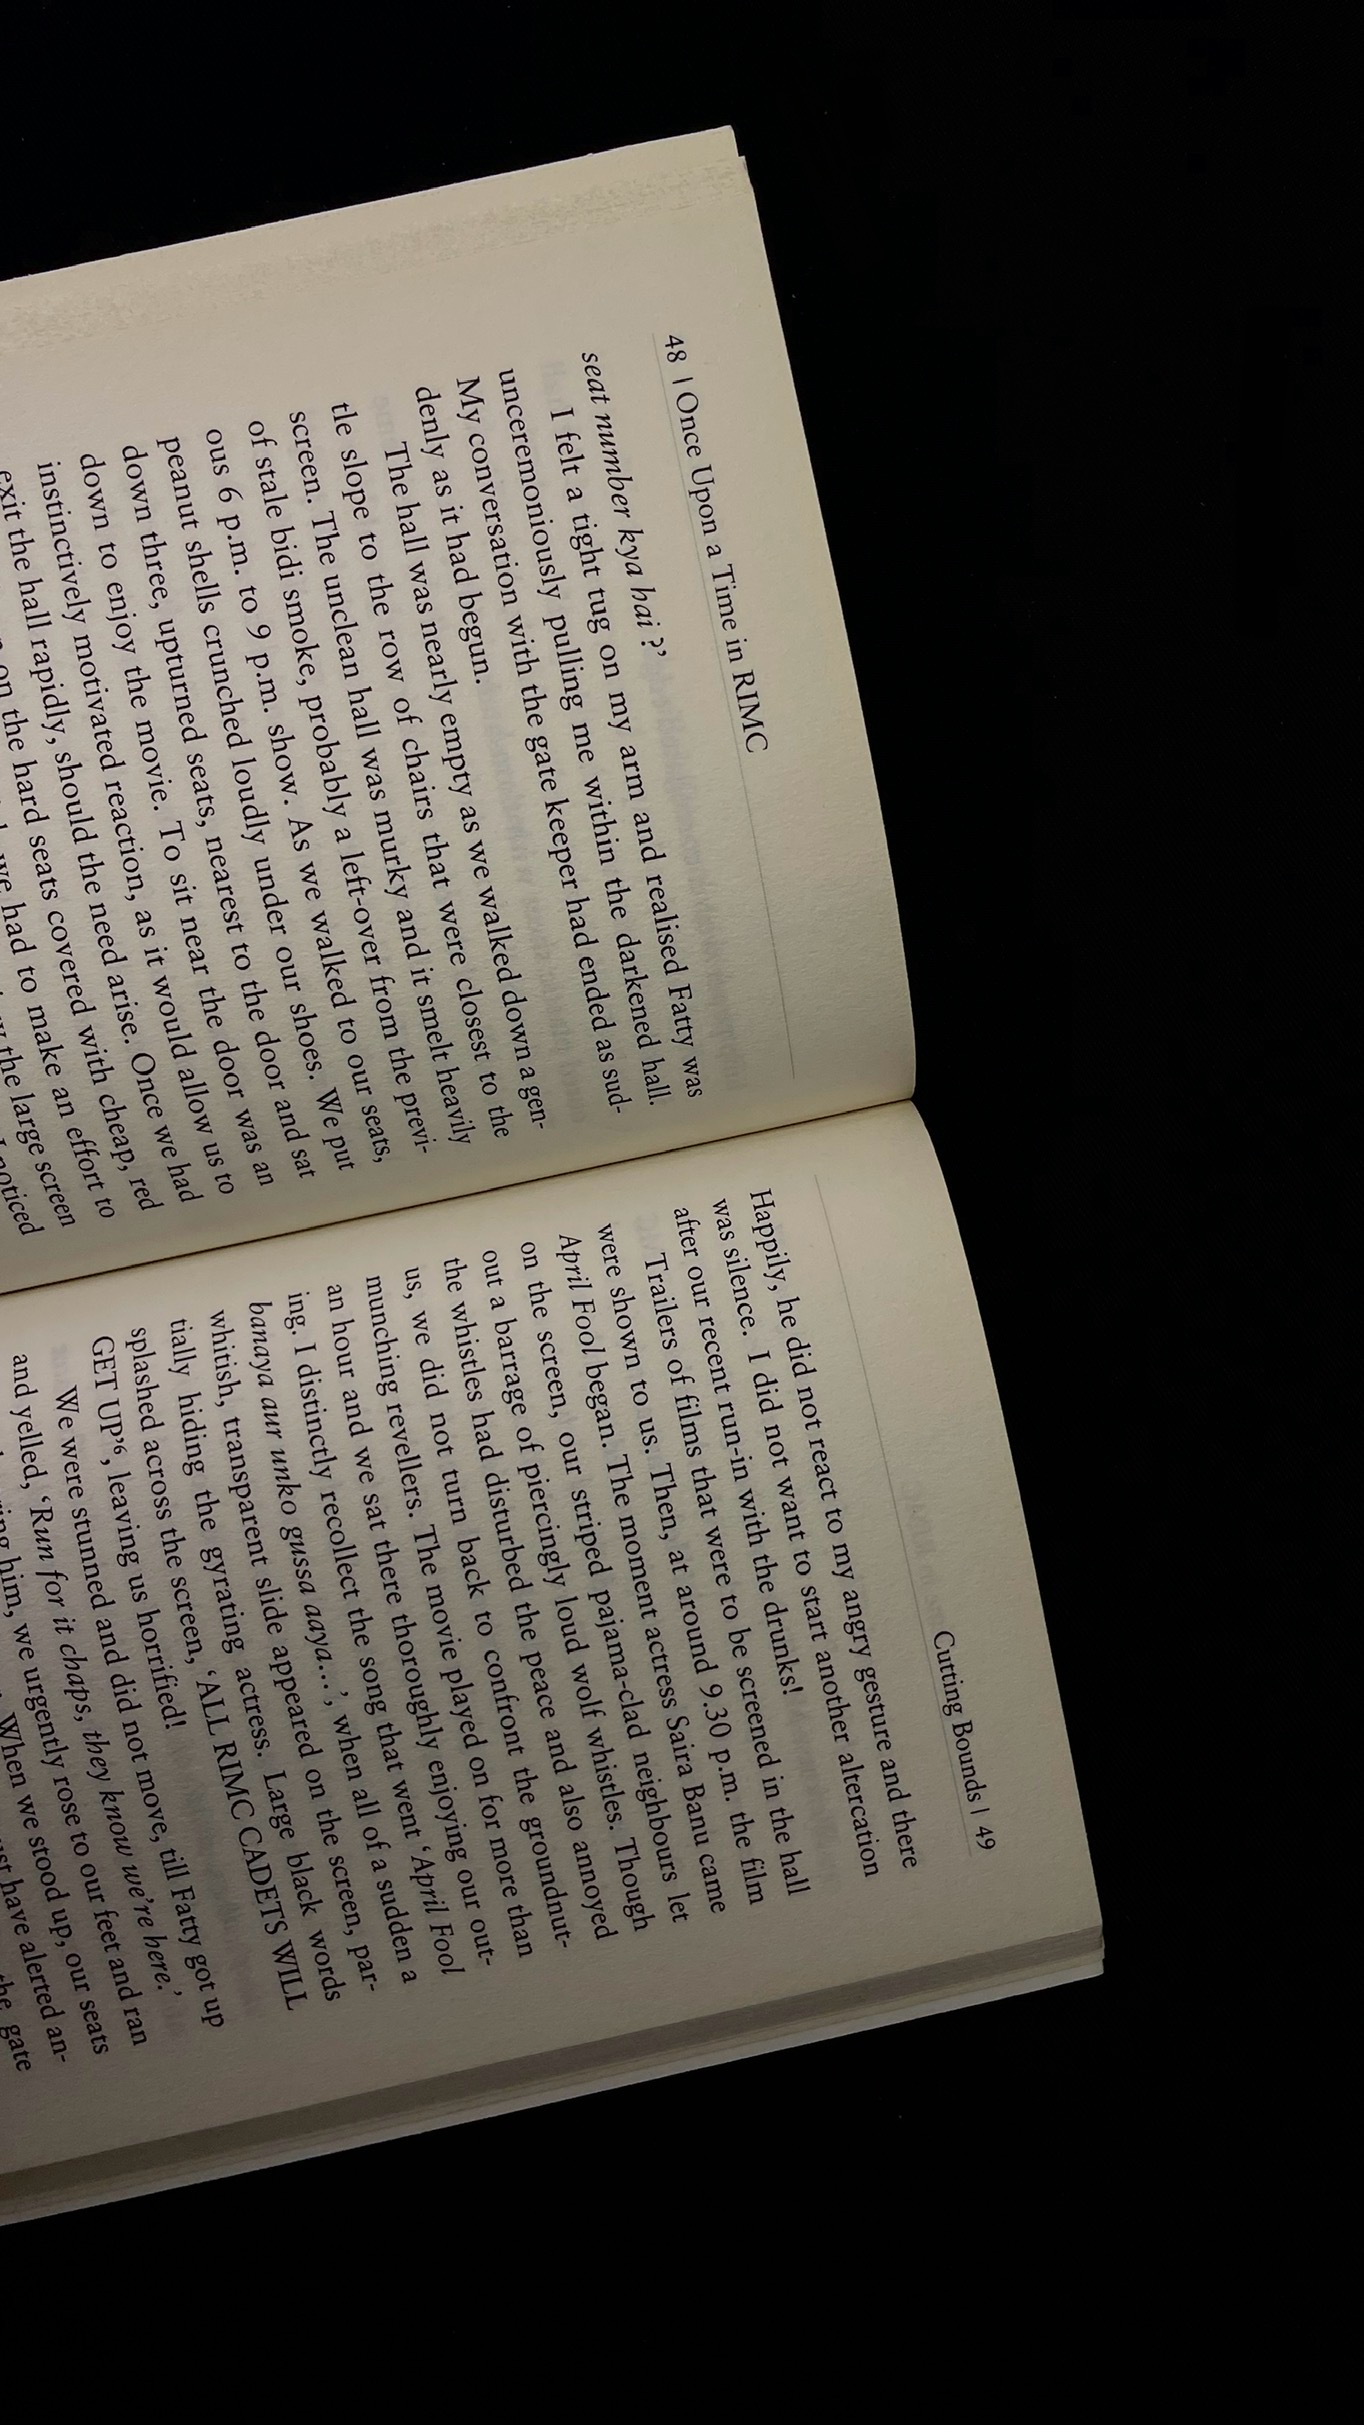 48 | Once Upon a Time in RIMC
seat number kya hai?’
I felt a tight tug on my arm and realised Fatty was
unceremoniously pulling me within the darkened hall.
My conversation with the gate keeper had ended as sud-
denly as it had begun.
The hall was nearly empty as we walked down a gen-
tle slope to the row of chairs that were closest to the
screen. The unclean hall was murky and it smelt heavily
of stale bidi smoke, probably a left-over from the previ-
ous 6 p.m. to 9 p.m. show. As we walked to our seats,
peanut shells crunched loudly under our shoes. We put
down three, upturned seats, nearest to the door and sat
down to enjoy the movie. To sit near the door was an
instinctively motivated reaction, as it would allow us to
exit the hall rapidly, should the need arise. Once we had
on the hard seats covered with cheap, red
we had to make an effort to
the large screen
noticed
Cutting Bounds | 49
Happily, he did not react to my angry gesture and there
was silence. I did not want to start another altercation
after our recent run-in with the drunks!
Trailers of films that were to be screened in the hall
were shown to us. Then, at around 9.30 p.m. the film
April Fool began. The moment actress Saira Banu came
on the screen, our striped pajama-clad neighbours let
out a barrage of piercingly loud wolf whistles. Though
the whistles had disturbed the peace and also annoyed
us, we did not turn back to confront the groundnut-
munching revellers. The movie played on for more than
an hour and we sat there thoroughly enjoying our out-
ing. I distinctly recollect the song that went ‘April Fool
banaya aur unko gussa aaya...’, when all of a sudden a
whitish, transparent slide appeared on the screen, par-
tially hiding the gyrating actress. Large black words
splashed across the screen, ‘ALL RIMC CADETS WILL
GET UP’⁶, leaving us horrified!
We were stunned and did not move, till Fatty got up
and yelled, ‘Run for it chaps, they know we’re here.’
him, we urgently rose to our feet and ran
When we stood up, our seats
have alerted an-
the gate